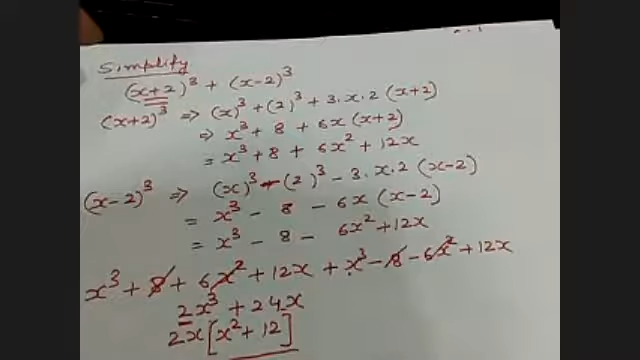 Simplify
(x+2)³ + (x-2)³
(x+2)³ ⇒ (x)³ + (2)³ + 3.x.2 (x+2)
⇒ x³ + 8 + 6x (x+2)
= x³ + 8 + 6x² + 12x
(x-2)³ ⇒ (x)³ - (2)³ - 3.x.2 (x-2)
= x³ - 8 - 6x (x-2)
= x³ - 8 - 6x² + 12x
x³ + 8 + 6x² + 12x + x³ - 8 - 6x² + 12x
2x³ + 24x
2x[x² + 12]